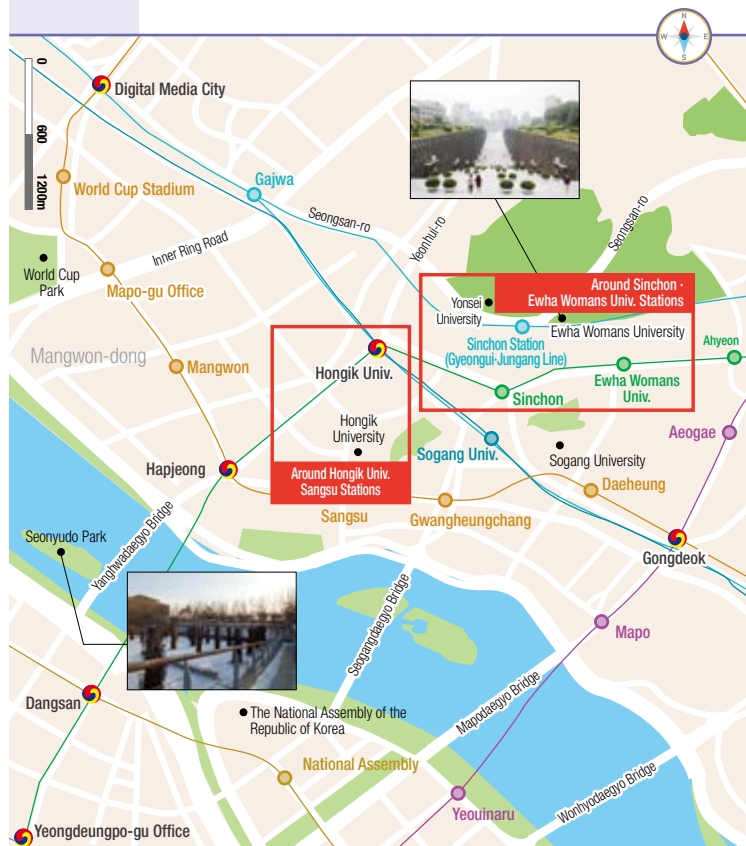 N
W
E
S
0
600
1200m
Digital Media City
World Cup Stadium
Gajwa
Seongsan-ro
Yeonhui-ro
Seongsan-ro
Inner Ring Road
World Cup
Park
Mapo-gu Office
Around Sinchon ·
Ewha Womans Univ. Stations
Yonsei
University
Ewha Womans University
Sinchon Station
(Gyeongui·Jungang Line)
Ahyeon
Mangwon-dong
Mangwon
Hongik Univ.
Ewha Womans
Univ.
Sinchon
Hongik
University
Aeogae
Sogang Univ.
Sogang University
Hapjeong
Around Hongik Univ.
Sangsu Stations
Daeheung
Sangsu
Gwangheungchang
Seonyudo Park
Yanghwadaegyo Bridge
Gongdeok
Seogangdaegyo Bridge
Mapo
Dangsan
The National Assembly of the
Republic of Korea
Mapodaegyo Bridge
National Assembly
Yeouinaru
Wonhyodaegyo Bridge
Yeongdeungpo-gu Office